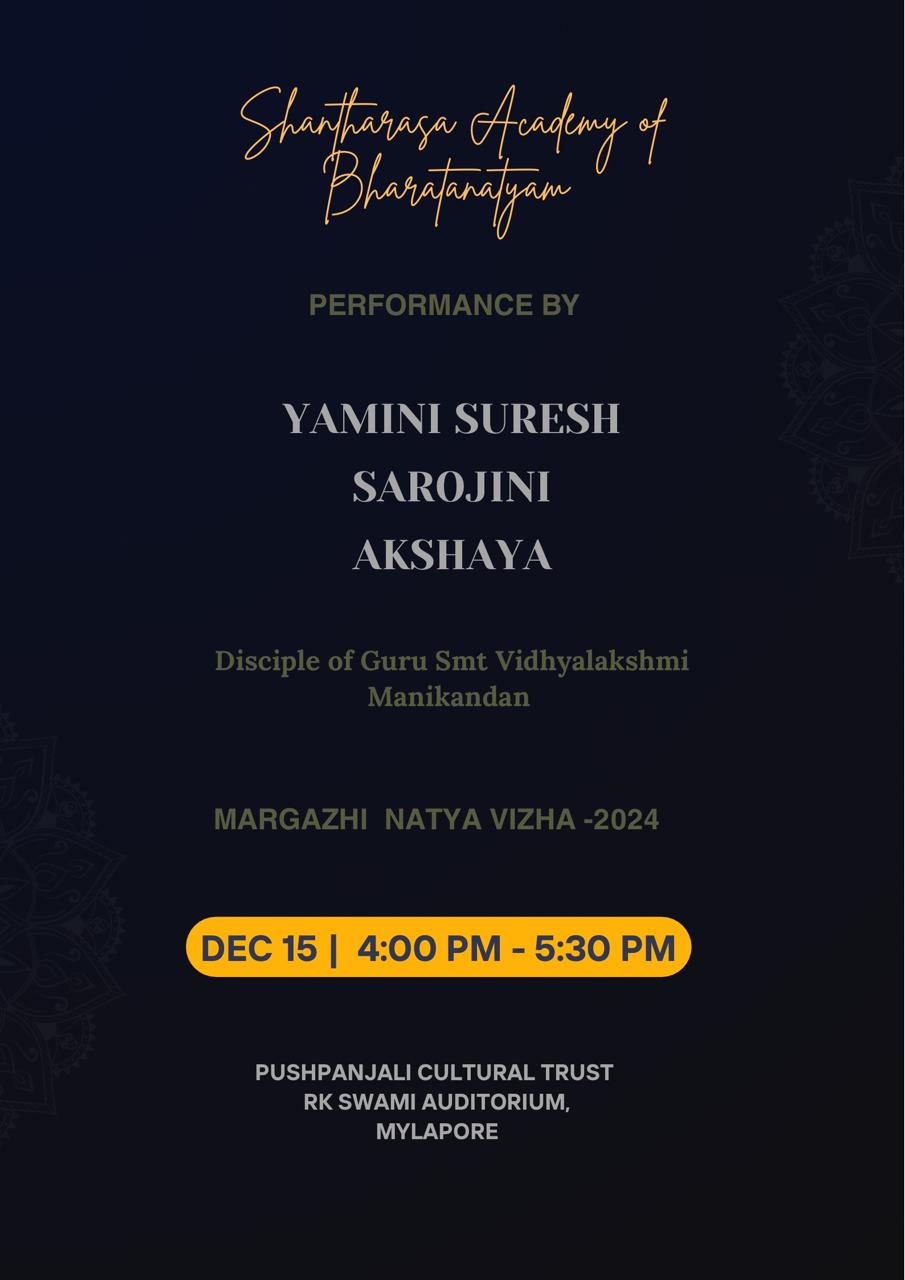 Shantharasa Academy of
Bharatanatyam
PERFORMANCE BY
YAMINI SURESH
SAROJINI
AKSHAYA
Disciple of Guru Smt Vidhyalakshmi
Manikandan
MARGAZHI  NATYA VIZHA -2024
DEC 15 |  4:00 PM - 5:30 PM
PUSHPANJALI CULTURAL TRUST
RK SWAMI AUDITORIUM,
MYLAPORE